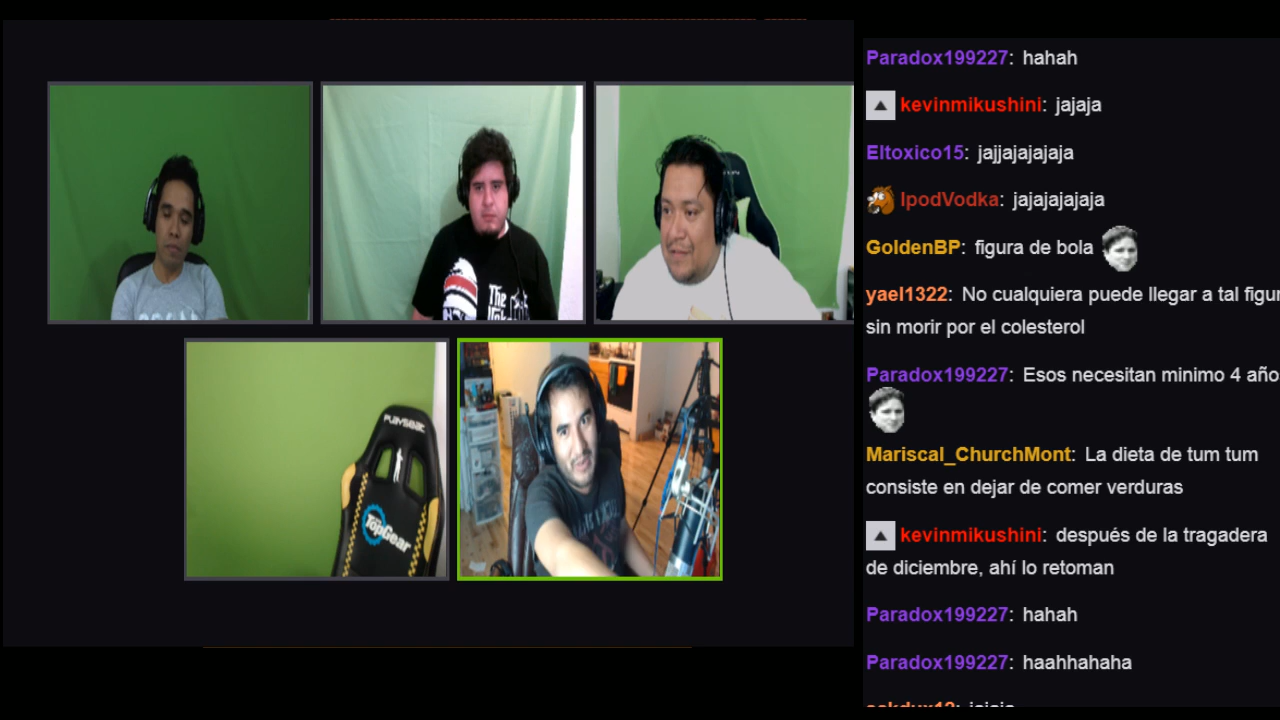 The
PLAYSEAT
TopGear
Paradox199227: hahah
kevinmikushini: jajaja
Eltoxico15: jajjajajajaja
IpodVodka: jajajajajaja
GoldenBP: figura de bola
yael1322: No cualquiera puede llegar a tal figur
sin morir por el colesterol
Paradox199227: Esos necesitan minimo 4 año
Mariscal_ChurchMont: La dieta de tum tum
consiste en dejar de comer verduras
kevinmikushini: después de la tragadera
de diciembre, ahí lo retoman
Paradox199227: hahah
Paradox199227: haahhahaha